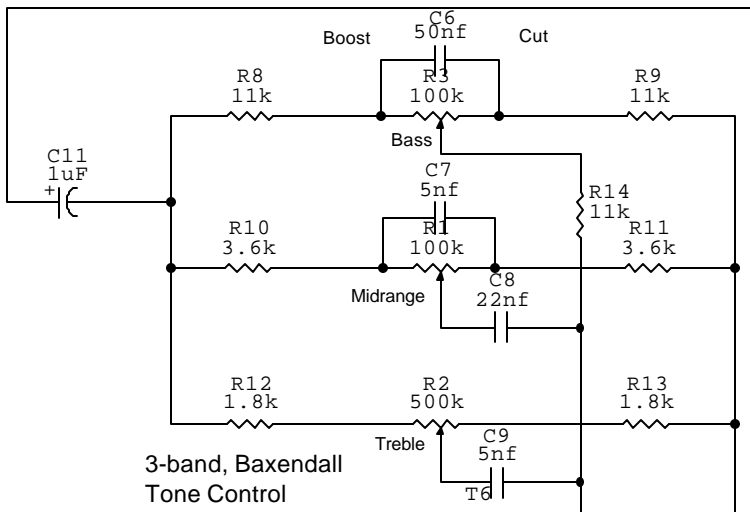 C6
50nf
Boost
Cut
R8
11k
R3
100k
R9
11k
Bass
C11
1uF
+
C7
5nf
R14
11k
R10
3.6k
R1
100k
R11
3.6k
C8
22nf
Midrange
R12
1.8k
R2
500k
R13
1.8k
Treble
C9
5nf
T6
3-band, Baxendall
Tone Control